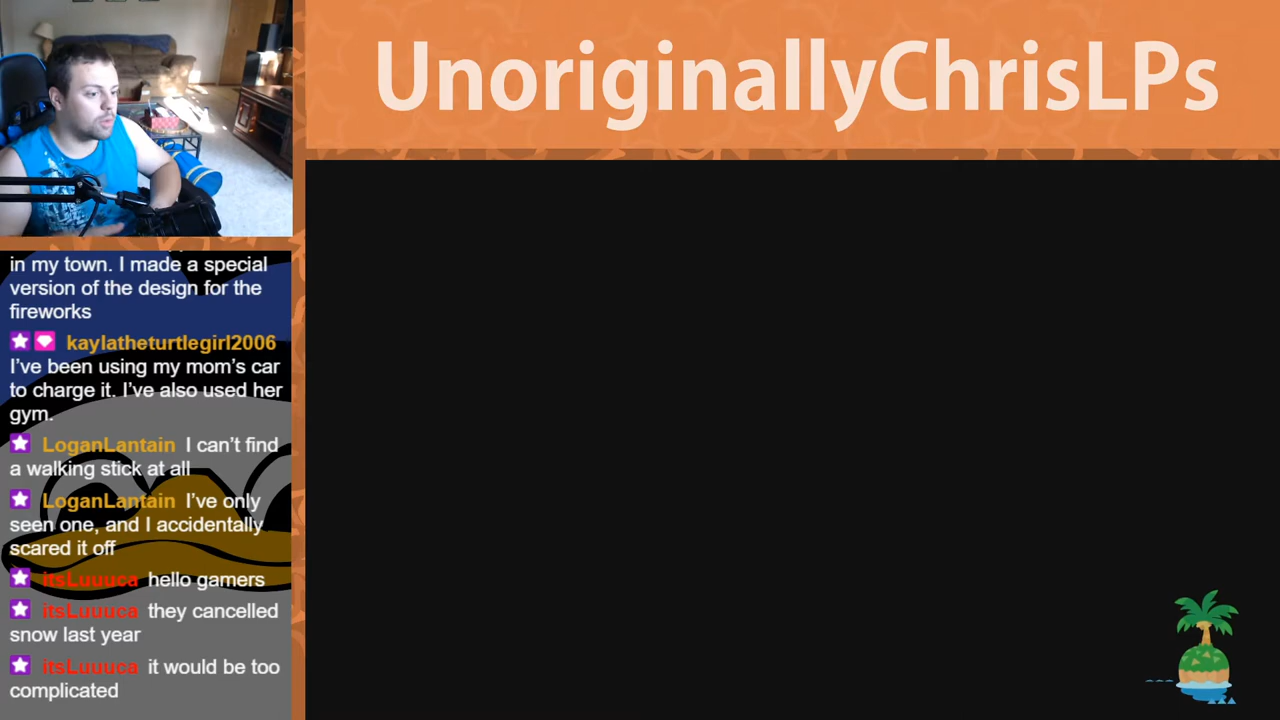 UnoriginallyChrisLPs
in my town. I made a special
version of the design for the
fireworks
kaylatheturtlegirl2006
I’ve been using my mom’s car
to charge it. I’ve also used her
gym.
LoganLantain I can’t find
a walking stick at all
LoganLantain I’ve only
seen one, and I accidentally
scared it off
itsLuuuca hello gamers
itsLuuuca they cancelled
snow last year
itsLuuuca it would be too
complicated